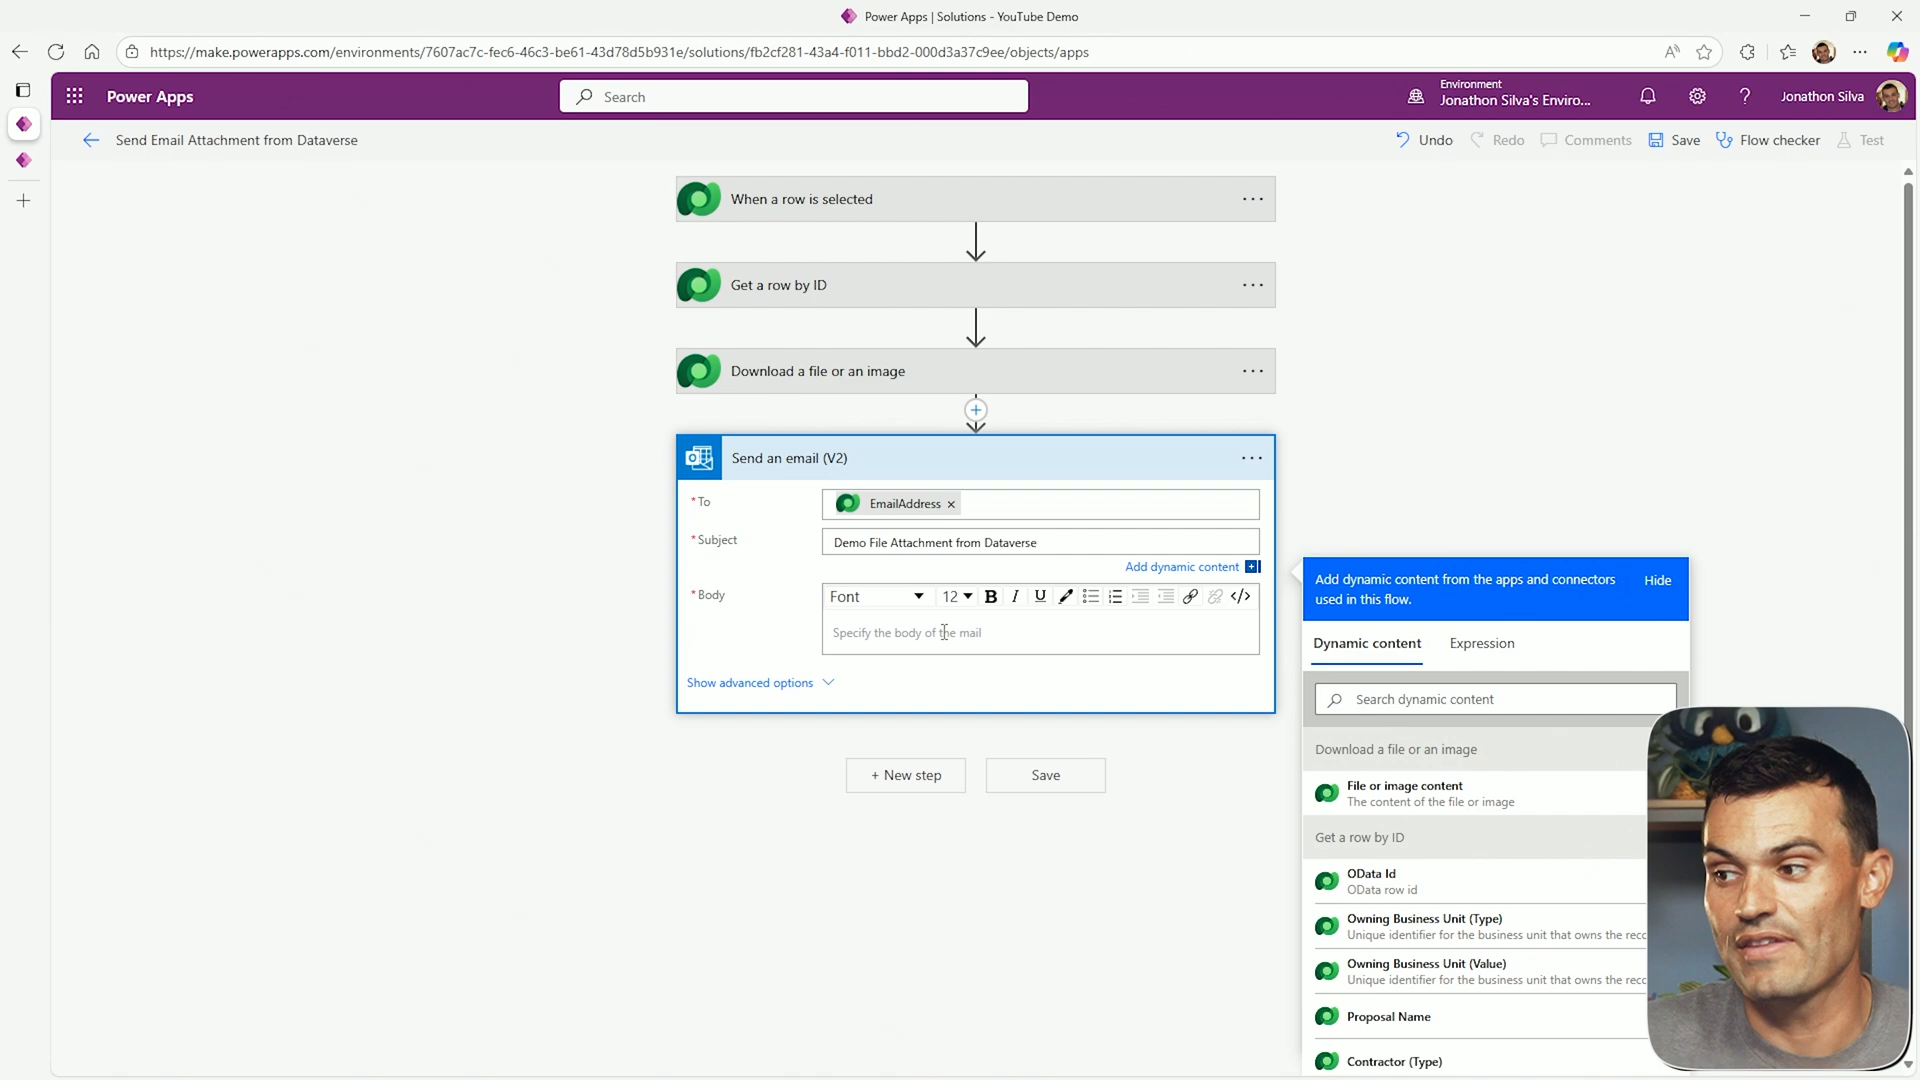 Power Apps | Solutions - YouTube Demo
https://make.powerapps.com/environments/7607ac7c-fec6-46c3-be61-43d78d5b931e/solutions/fb2cf281-43a4-f011-bbd2-000d3a37c9ee/objects/apps
Power Apps
Search
Environment
Jonathon Silva's Enviro...
Jonathon Silva
Send Email Attachment from Dataverse
Undo
Redo
Comments
Save
Flow checker
Test
When a row is selected
Get a row by ID
Download a file or an image
Send an email (V2)
* To
EmailAddress
* Subject
Demo File Attachment from Dataverse
Add dynamic content
* Body
Font
12
B
I
U
Specify the body of the mail
Show advanced options
+ New step
Save
Add dynamic content from the apps and connectors
used in this flow.
Hide
Dynamic content
Expression
Search dynamic content
Download a file or an image
File or image content
The content of the file or image
Get a row by ID
OData Id
OData row id
Owning Business Unit (Type)
Unique identifier for the business unit that owns the rec
Owning Business Unit (Value)
Unique identifier for the business unit that owns the rec
Proposal Name
Contractor (Type)